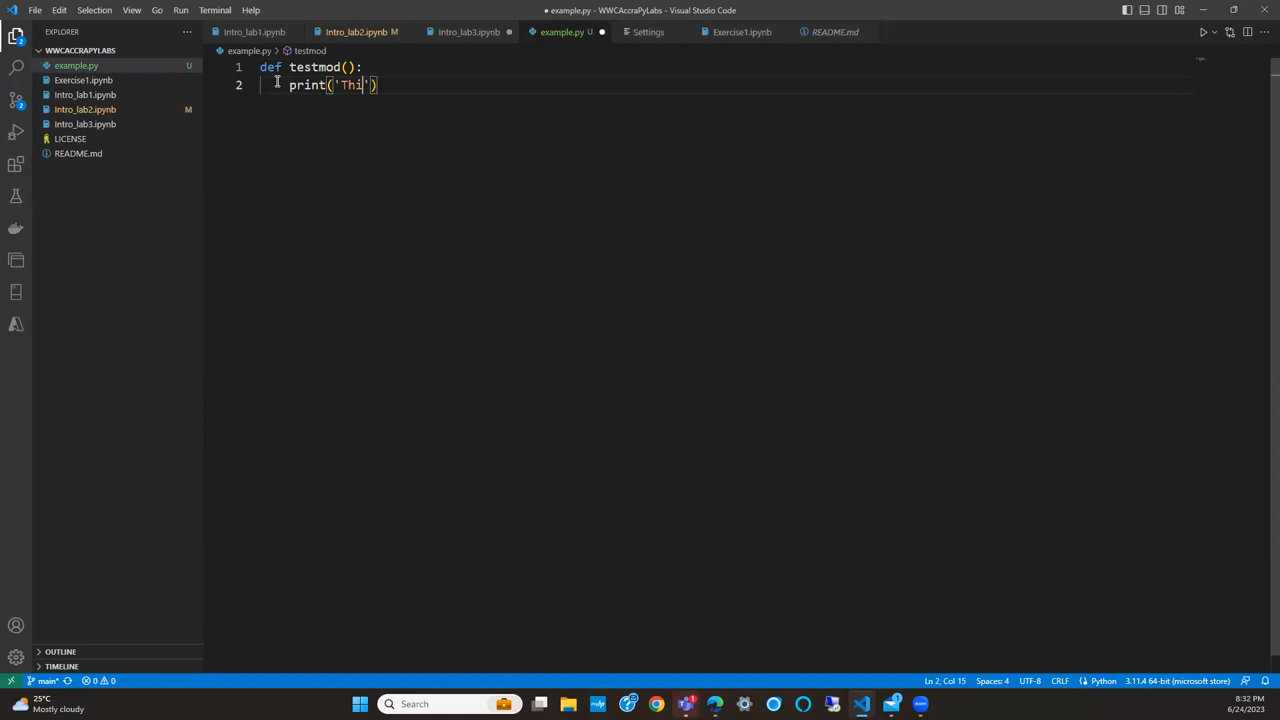 File Edit Selection View Go Run Terminal Help
● example.py - WWCAccraPyLabs - Visual Studio Code
EXPLORER
Intro_lab1.ipynb
Intro_lab2.ipynb M
Intro_lab3.ipynb
example.py U
Settings
Exercise1.ipynb
README.md
WWCACCRAPYLABS
example.py U
Exercise1.ipynb
Intro_lab1.ipynb
Intro_lab2.ipynb M
Intro_lab3.ipynb
LICENSE
README.md
example.py > testmod
1 def testmod():
2 print('Thi')
2
2
OUTLINE
TIMELINE
main* 0 0
Ln 2, Col 15 Spaces: 4 UTF-8 CRLF Python 3.11.4 64-bit (microsoft store)
25°C
Mostly cloudy
Search
1
1
8:32 PM
6/24/2023